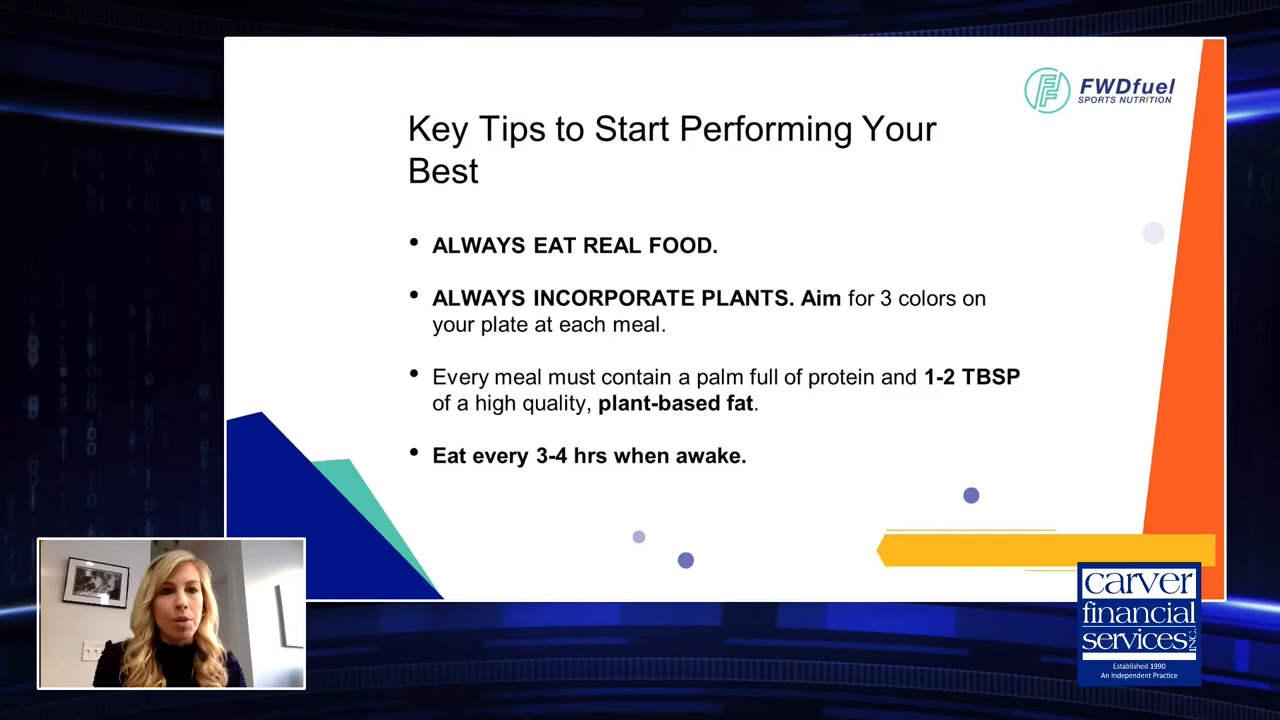 FWDfuel
SPORTS NUTRITION
Key Tips to Start Performing Your
Best
• ALWAYS EAT REAL FOOD.
• ALWAYS INCORPORATE PLANTS. Aim for 3 colors on
your plate at each meal.
• Every meal must contain a palm full of protein and 1-2 TBSP
of a high quality, plant-based fat.
• Eat every 3-4 hrs when awake.
carver
financial
services INC.
Established 1990
An Independent Practice